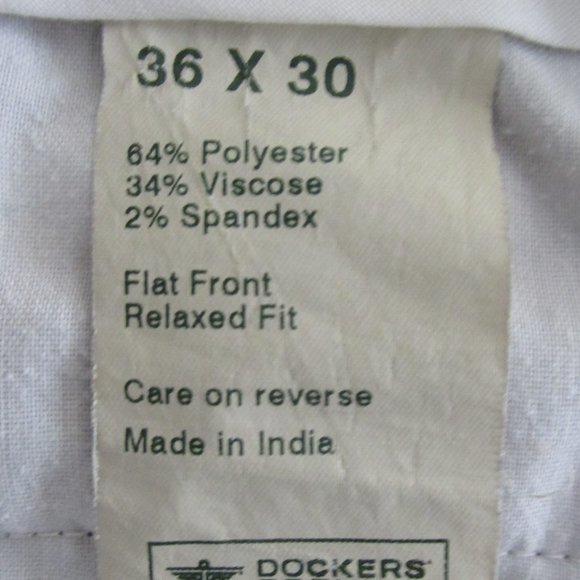 36 X 30
64% Polyester
34% Viscose
2% Spandex
Flat Front
Relaxed Fit
Care on reverse
Made in India
DOCKERS